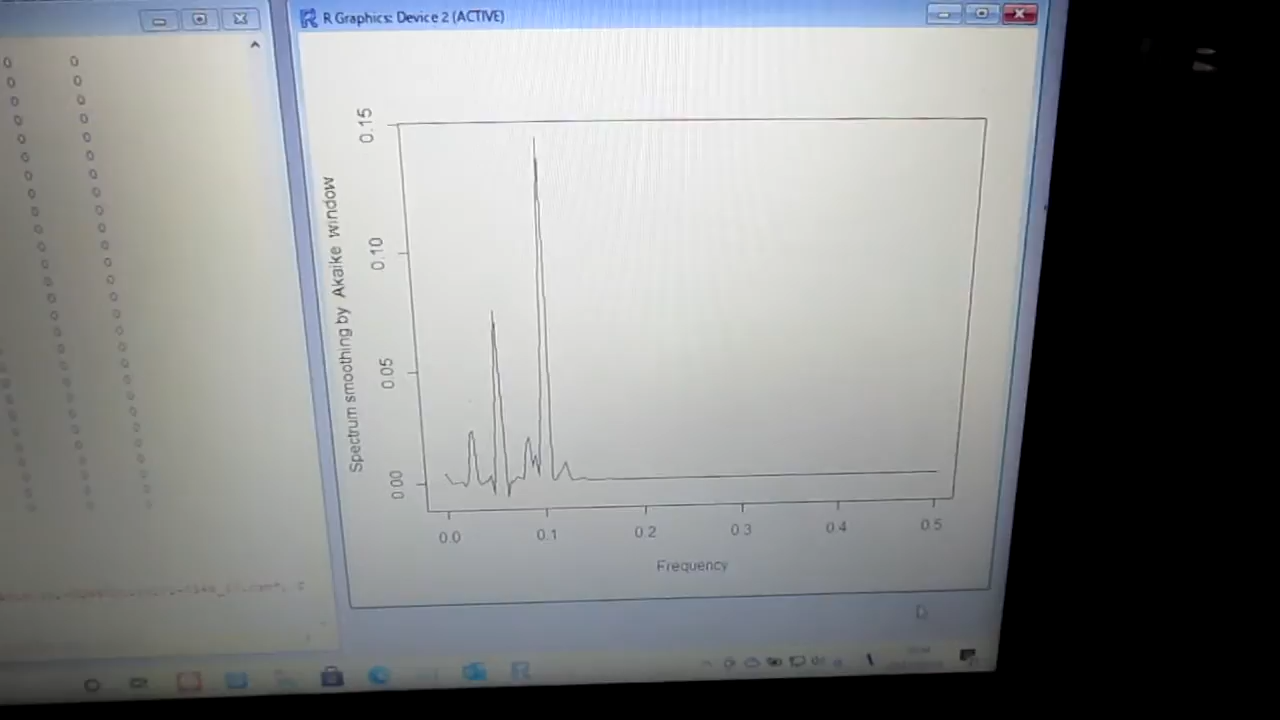 R Graphics: Device 2 (ACTIVE)
Spectrum smoothing by Akaike window
0.15
0.10
0.05
0.00
0.0 0.1 0.2 0.3 0.4 0.5
Frequency